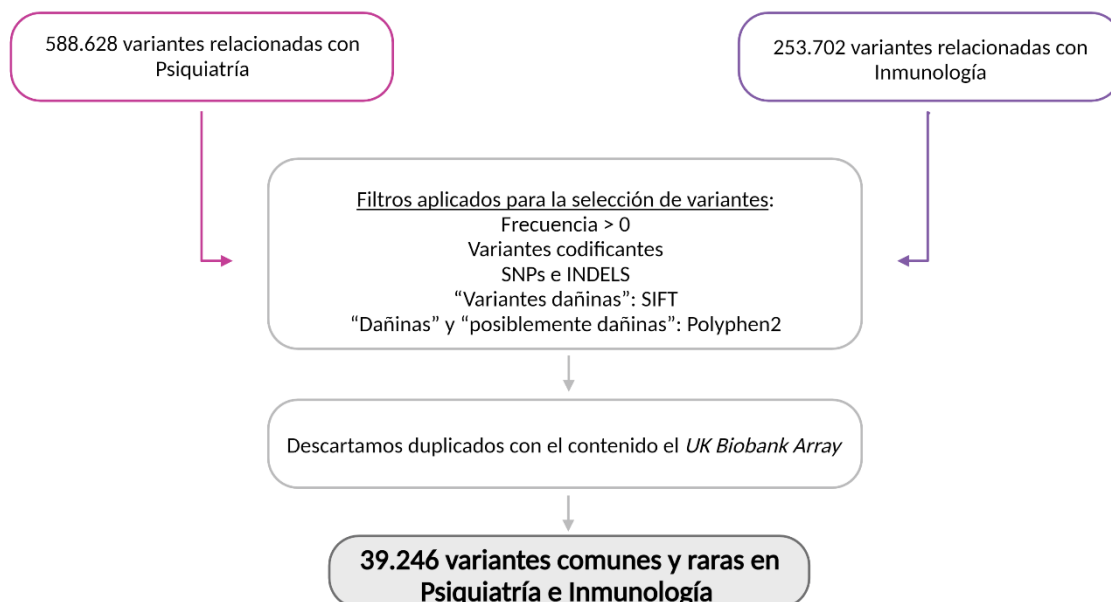 588.628 variantes relacionadas con
Psiquiatría
253.702 variantes relacionadas con
Inmunología
Filtros aplicados para la selección de variantes:
Frecuencia > 0
Variantes codificantes
SNPs e INDELS
“Variantes dañinas”: SIFT
“Dañinas” y “posiblemente dañinas”: Polyphen2
Descartamos duplicados con el contenido el UK Biobank Array
39.246 variantes comunes y raras en
Psiquiatría e Inmunología